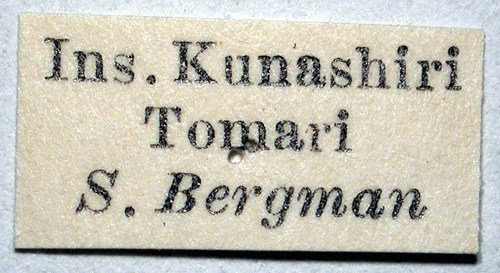 Ins. Kunashiri
Tomari
S. Bergman